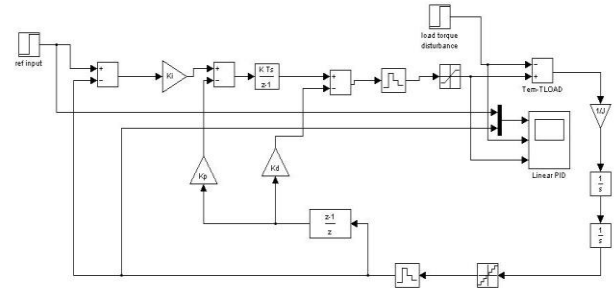 load torque
disturbance
ref input
+
−
Ki
+
−
K Ts
z-1
+
−
−
+
Tem-TLOAD
1/J
Kp
Kd
Linear PID
1
s
z-1
z
1
s